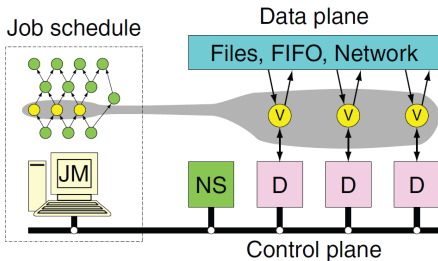 Job schedule
Data plane
Files, FIFO, Network
V V V
JM
NS D D D
Control plane